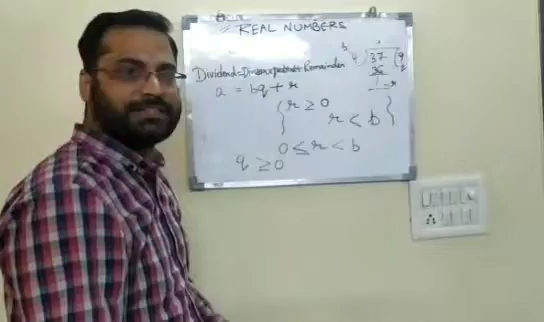 REAL NUMBERS
Dividend = Divisor x Quotient + Remainder
a = bq + r
b 4) 37 (9 q
36
1 → r
{ r ≥ 0
r < b }
0 ≤ r < b
q ≥ 0